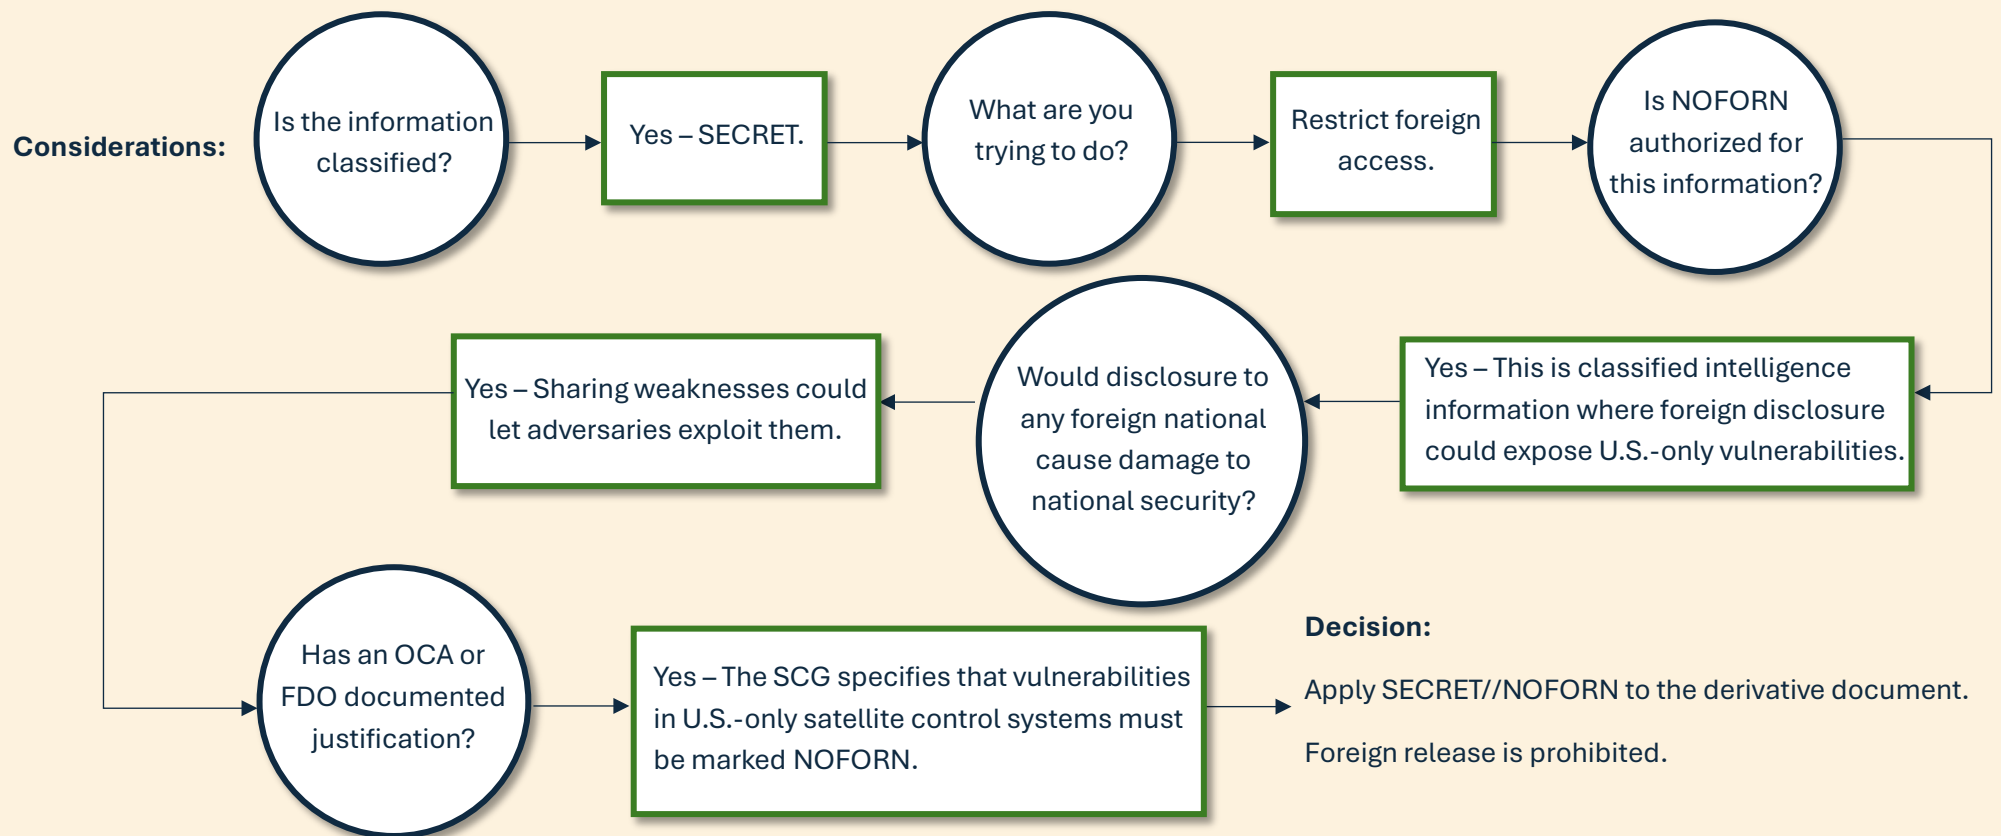 Considerations:
Is the information
classified?
Yes – SECRET.
What are you
trying to do?
Restrict foreign
access.
Is NOFORN
authorized for
this information?
Yes – This is classified intelligence
information where foreign disclosure
could expose U.S.-only vulnerabilities.
Would disclosure to
any foreign national
cause damage to
national security?
Yes – Sharing weaknesses could
let adversaries exploit them.
Has an OCA or
FDO documented
justification?
Yes – The SCG specifies that vulnerabilities
in U.S.-only satellite control systems must
be marked NOFORN.
Decision:
Apply SECRET//NOFORN to the derivative document.
Foreign release is prohibited.